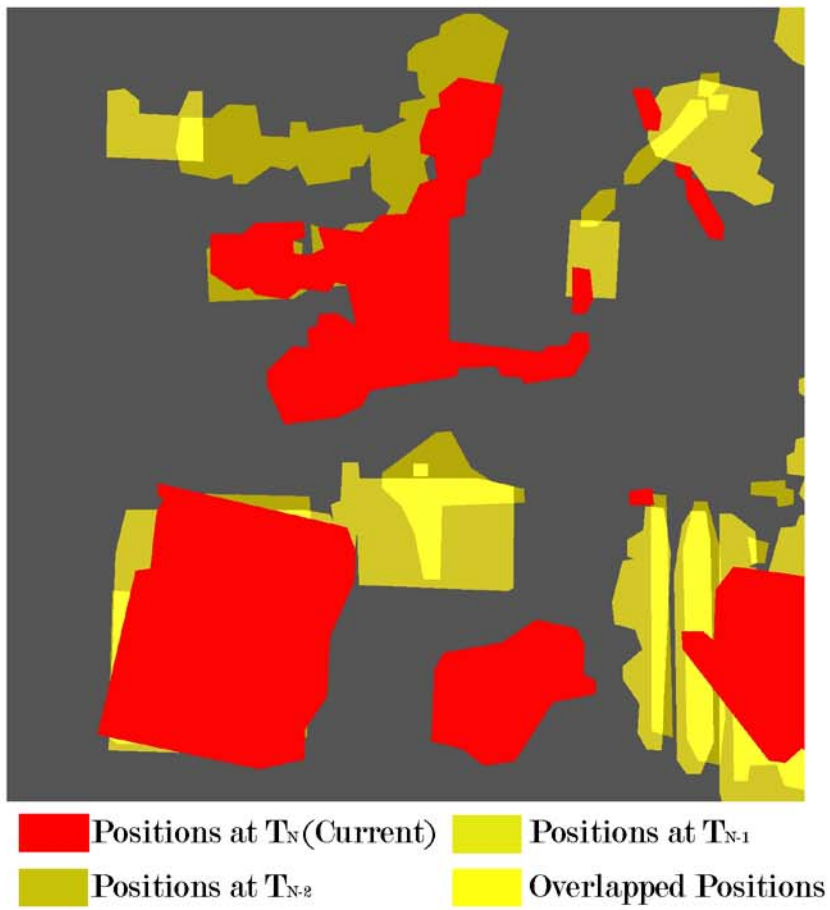 Positions at TN(Current)
Positions at TN-1
Positions at TN-2
Overlapped Positions